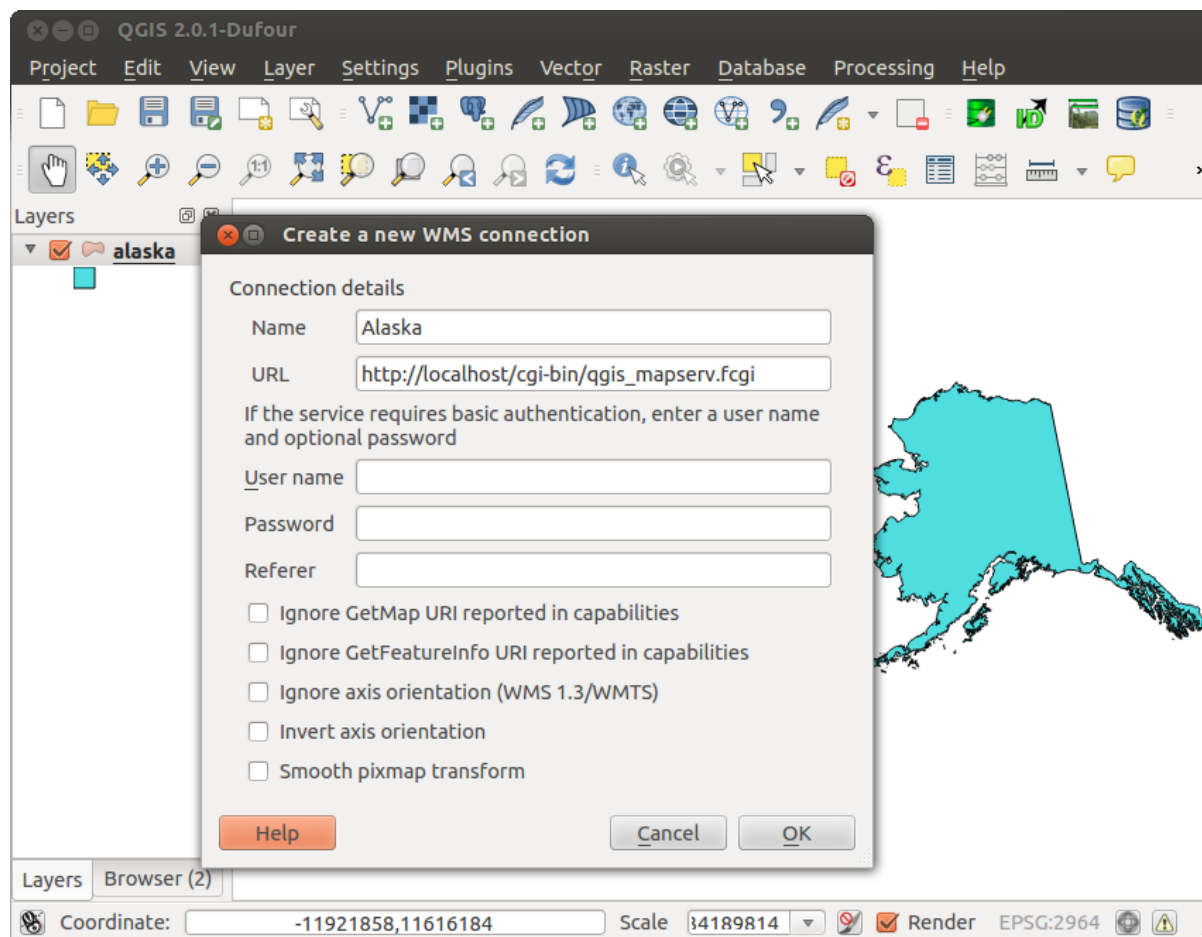 QGIS 2.0.1-Dufour
Project Edit View Layer Settings Plugins Vector Raster Database Processing Help
1:1
Layers
alaska
Create a new WMS connection
Connection details
Name Alaska
URL http://localhost/cgi-bin/qgis_mapserv.fcgi
If the service requires basic authentication, enter a user name
and optional password
User name
Password
Referer
Ignore GetMap URI reported in capabilities
Ignore GetFeatureInfo URI reported in capabilities
Ignore axis orientation (WMS 1.3/WMTS)
Invert axis orientation
Smooth pixmap transform
Help Cancel OK
Layers Browser (2)
Coordinate: -11921858,11616184 Scale 34189814 Render EPSG:2964